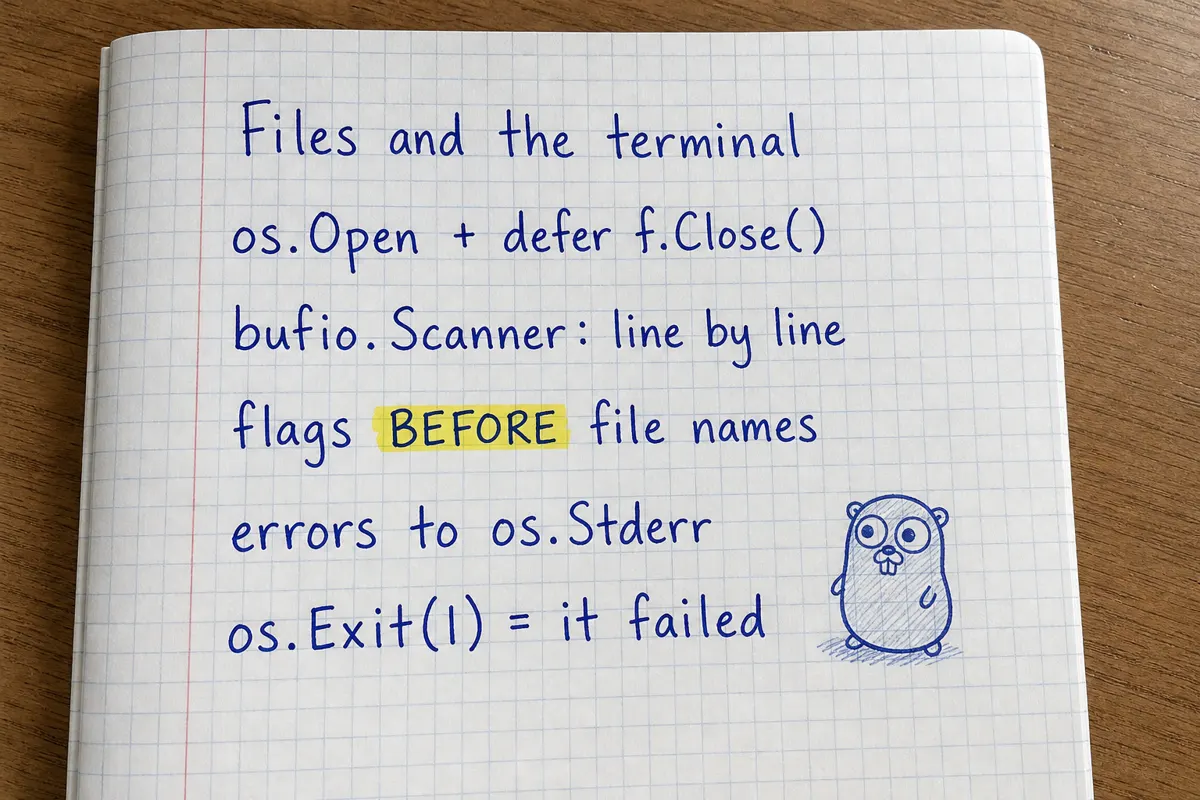 Files and the terminal
os.Open + defer f.Close()
bufio.Scanner: line by line
flags BEFORE file names
errors to os.Stderr
os.Exit(1) = it failed